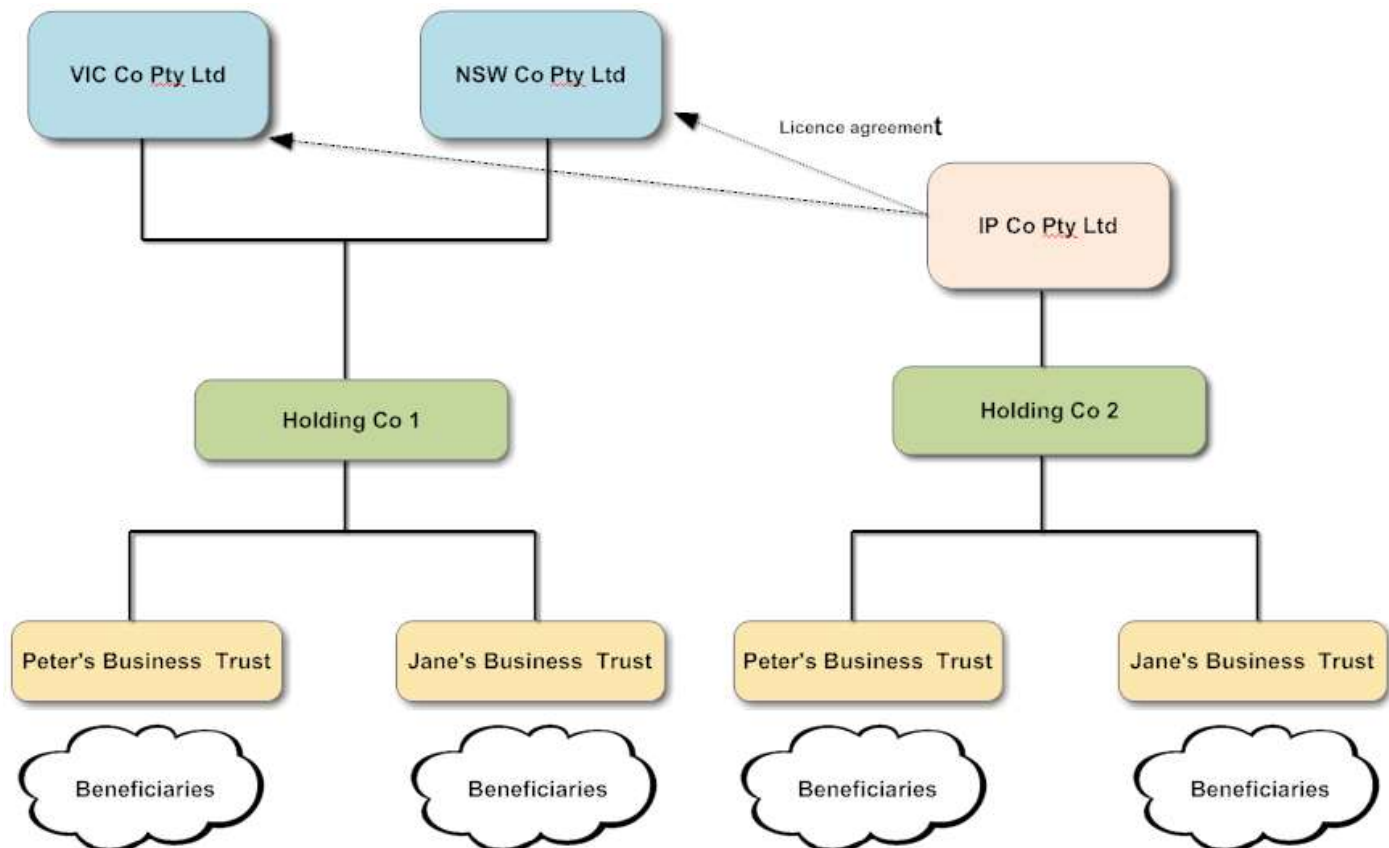 VIC Co Pty Ltd
NSW Co Pty Ltd
Licence agreement
IP Co Pty Ltd
Holding Co 1
Holding Co 2
Peter's Business Trust
Jane's Business Trust
Peter's Business Trust
Jane's Business Trust
Beneficiaries
Beneficiaries
Beneficiaries
Beneficiaries